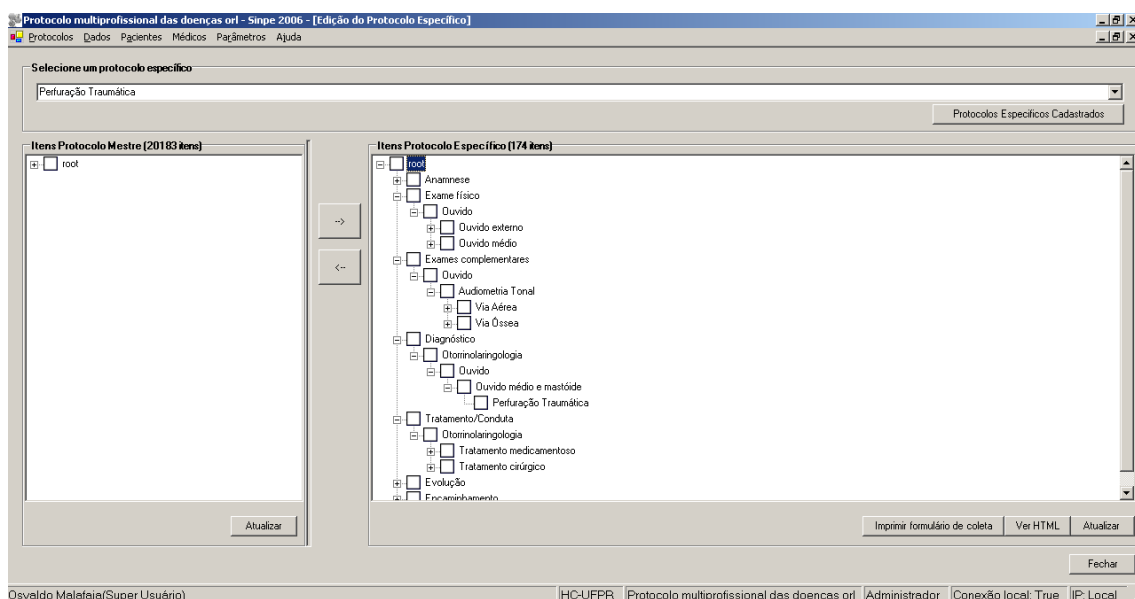 Protocolo multiprofissional das doenças orl - Sinpe 2006 - [Edição do Protocolo Específico]
Protocolos Dados Pacientes Médicos Parâmetros Ajuda
Selecione um protocolo específico
Perfuração Traumática
Protocolos Específicos Cadastrados
Itens Protocolo Mestre (20183 itens)
root
Atualizar
-->
<--
Itens Protocolo Específico (174 itens)
root
Anamnese
Exame físico
Ouvido
Ouvido externo
Ouvido médio
Exames complementares
Ouvido
Audiometria Tonal
Via Aérea
Via Óssea
Diagnóstico
Otorrinolaringologia
Ouvido
Ouvido médio e mastóide
Perfuração Traumática
Tratamento/Conduta
Otorrinolaringologia
Tratamento medicamentoso
Tratamento cirúrgico
Evolução
Encaminhamento
Imprimir formulário de coleta Ver HTML Atualizar
Fechar
Osvaldo Malafaia(Super Usuário) HC-UFPR Protocolo multiprofissional das doenças orl Administrador Conexão local: True IP: Local